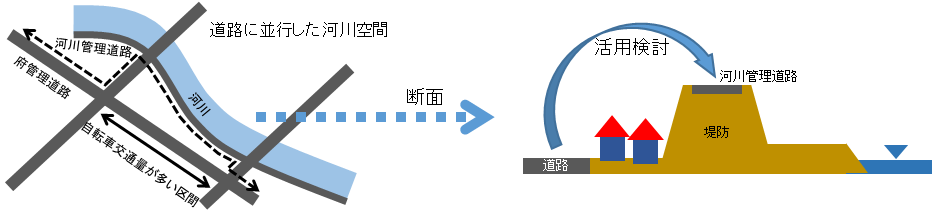 道路に並行した河川空間
河川管理道路
府管理道路
河川
自転車交通量が多い区間
断面
活用検討
河川管理道路
堤防
道路